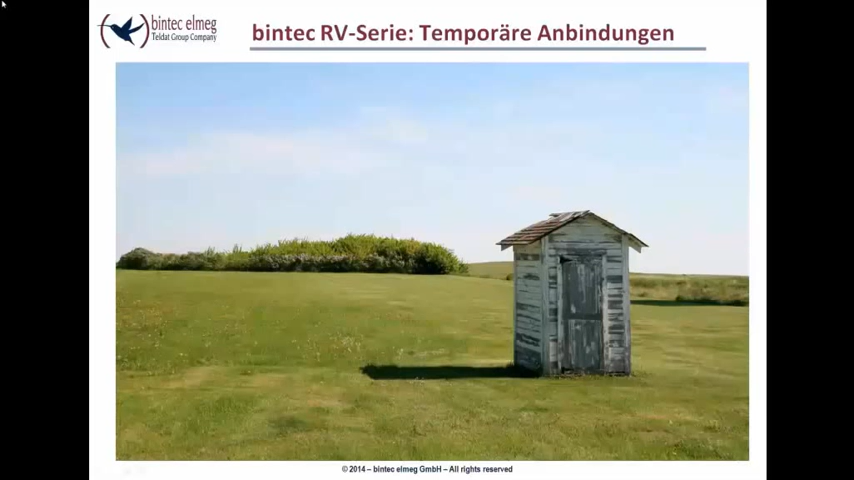 bintec elmeg
Teldat Group Company
bintec RV-Serie: Temporäre Anbindungen
© 2014 – bintec elmeg GmbH – All rights reserved